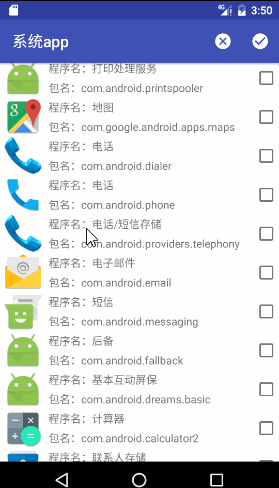 4G 3:50
系统app
程序名：打印处理服务
包名：com.android.printspooler
程序名：地图
包名：com.google.android.apps.maps
程序名：电话
包名：com.android.dialer
程序名：电话
包名：com.android.phone
程序名：电话/短信存储
包名：com.android.providers.telephony
程序名：电子邮件
包名：com.android.email
程序名：短信
包名：com.android.messaging
程序名：后备
包名：com.android.fallback
程序名：基本互动屏保
包名：com.android.dreams.basic
程序名：计算器
包名：com.android.calculator2
程序名：联系人存储